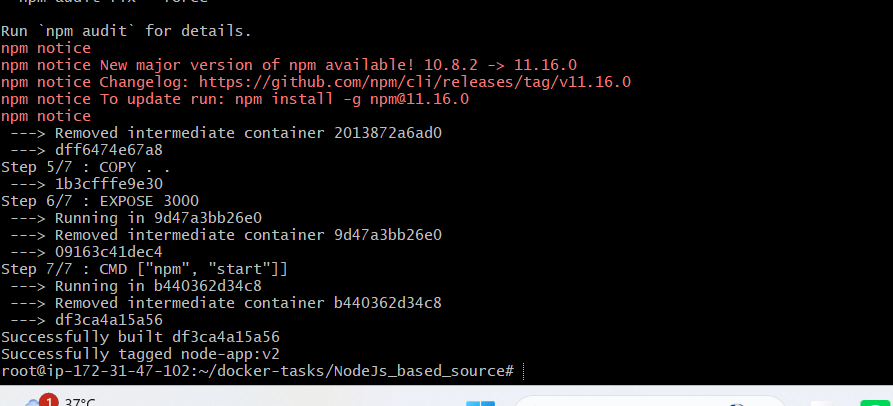 Run `npm audit` for details.
npm notice
npm notice New major version of npm available! 10.8.2 -> 11.16.0
npm notice Changelog: https://github.com/npm/cli/releases/tag/v11.16.0
npm notice To update run: npm install -g npm@11.16.0
npm notice
 ---> Removed intermediate container 2013872a6ad0
 ---> dff6474e67a8
Step 5/7 : COPY . .
 ---> 1b3cfffe9e30
Step 6/7 : EXPOSE 3000
 ---> Running in 9d47a3bb26e0
 ---> Removed intermediate container 9d47a3bb26e0
 ---> 09163c41dec4
Step 7/7 : CMD ["npm", "start"]]
 ---> Running in b440362d34c8
 ---> Removed intermediate container b440362d34c8
 ---> df3ca4a15a56
Successfully built df3ca4a15a56
Successfully tagged node-app:v2
root@ip-172-31-47-102:~/docker-tasks/NodeJs_based_source#
1 37°C